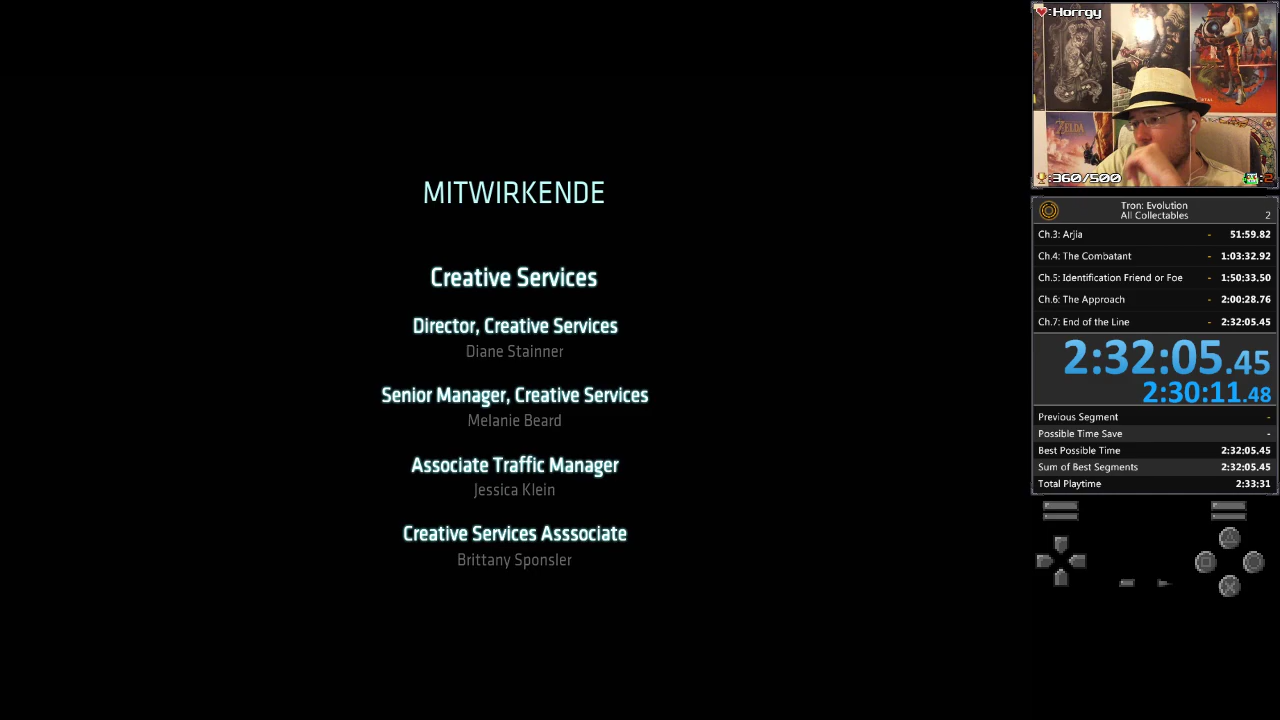 MITWIRKENDE
Creative Services
Director, Creative Services
Diane Stainner
Senior Manager, Creative Services
Melanie Beard
Associate Traffic Manager
Jessica Klein
Creative Services Asssociate
Brittany Sponsler
:Horrgy
ZELDA
:360/500
:2
Tron: Evolution
All Collectables
2
Ch.3: Arjia - 51:59.82
Ch.4: The Combatant - 1:03:32.92
Ch.5: Identification Friend or Foe - 1:50:33.50
Ch.6: The Approach - 2:00:28.76
Ch.7: End of the Line - 2:32:05.45
2:32:05.45
2:30:11.48
Previous Segment -
Possible Time Save -
Best Possible Time 2:32:05.45
Sum of Best Segments 2:32:05.45
Total Playtime 2:33:31